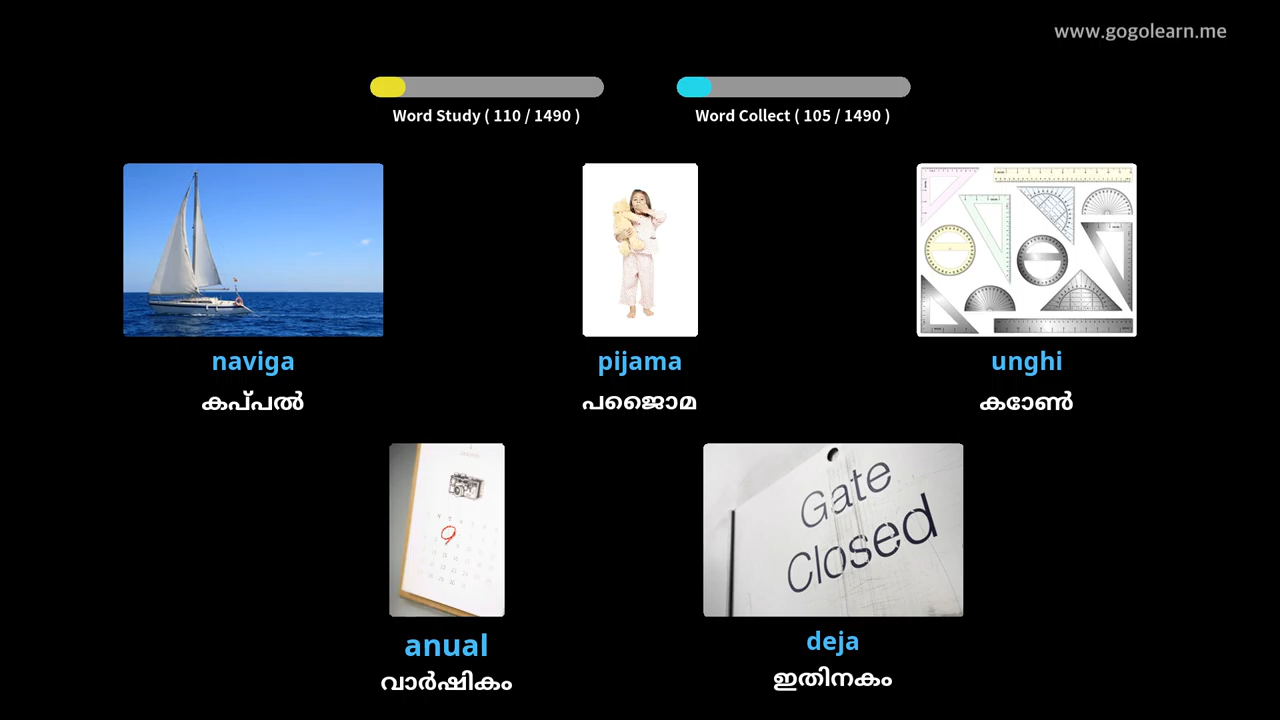 www.gogolearn.me
Word Study ( 110 / 1490 )
Word Collect ( 105 / 1490 )
naviga
കപ്പൽ
pijama
പജൈാമ
unghi
കോൺ
Gate
Closed
anual
വാർഷികം
deja
ഇതിനകം